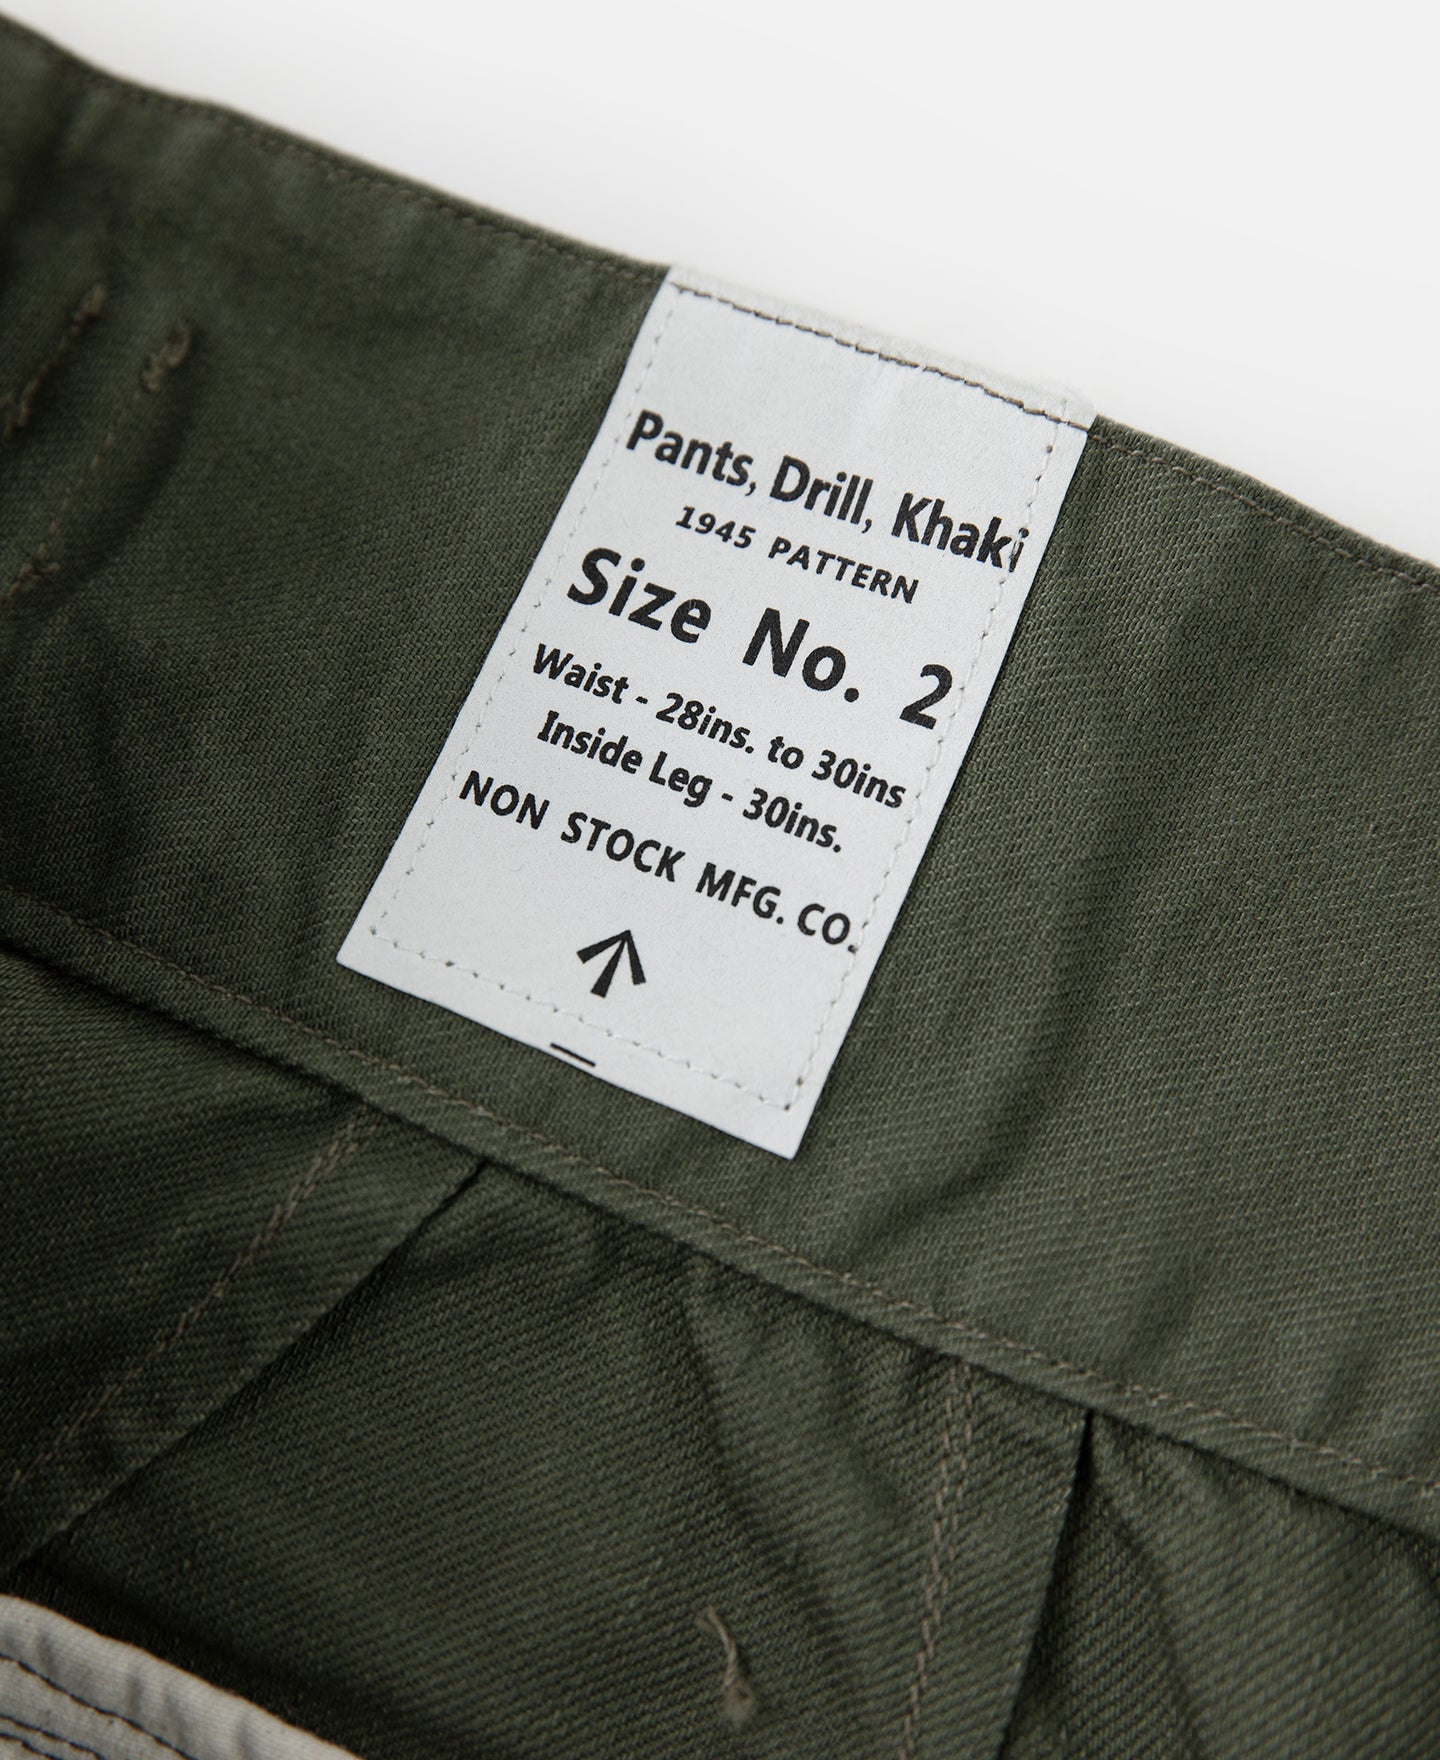 Pants, Drill, Khaki
1945 PATTERN
Size No. 2
Waist - 28ins. to 30ins
Inside Leg - 30ins.
NON STOCK MFG. CO.